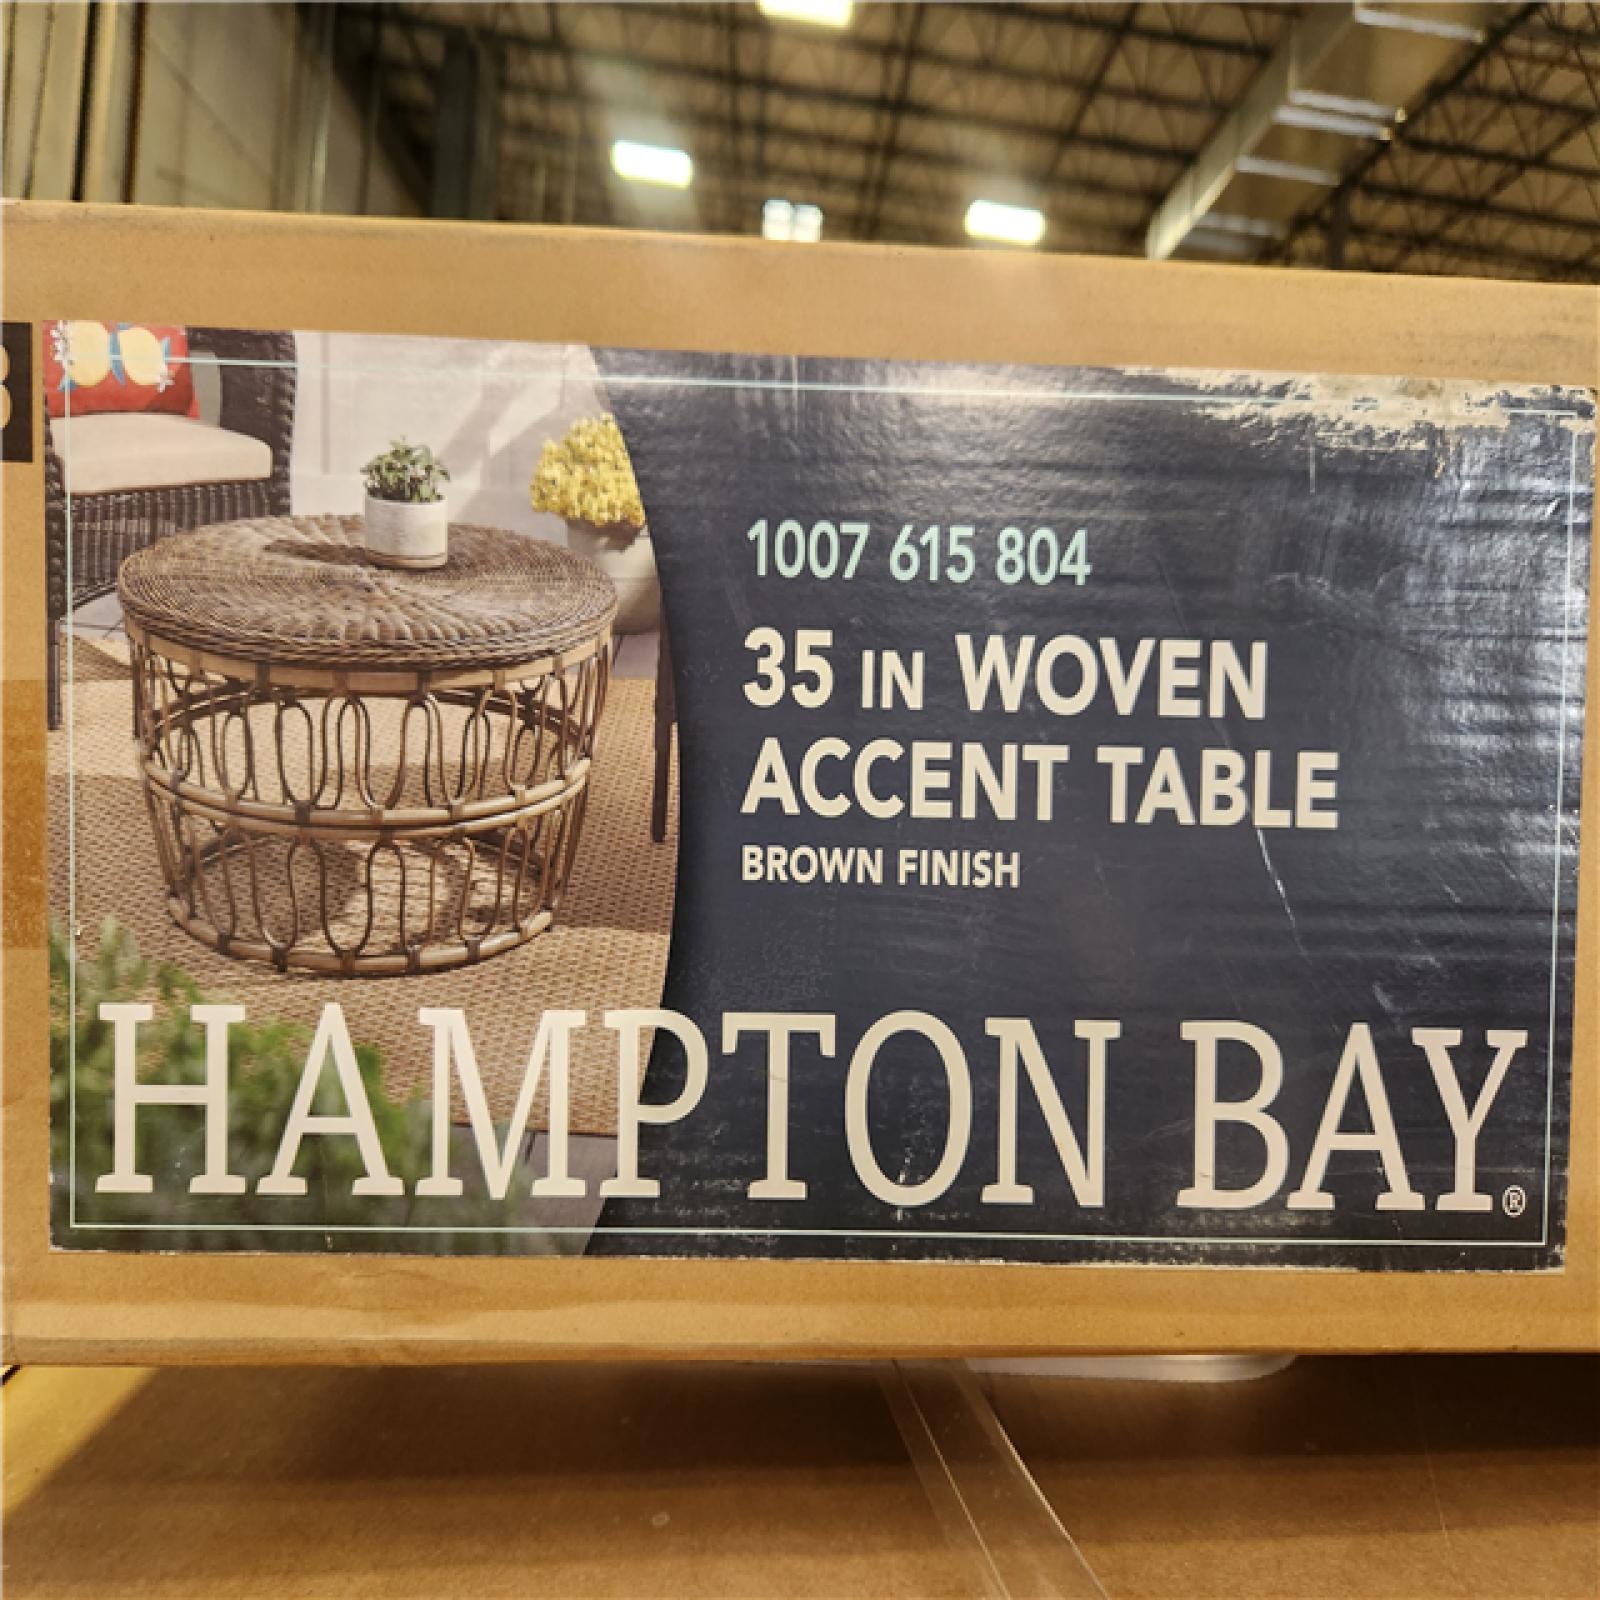 1007 615 804
35 IN WOVEN
ACCENT TABLE
BROWN FINISH
HAMPTON BAY®